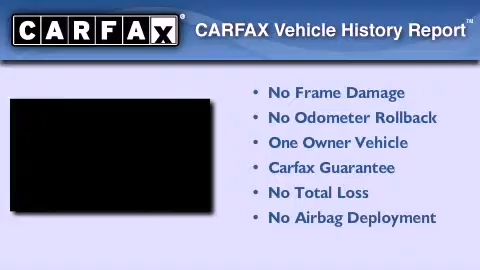 CARFAX® CARFAX Vehicle History Report™
• No Frame Damage
• No Odometer Rollback
• One Owner Vehicle
• Carfax Guarantee
• No Total Loss
• No Airbag Deployment